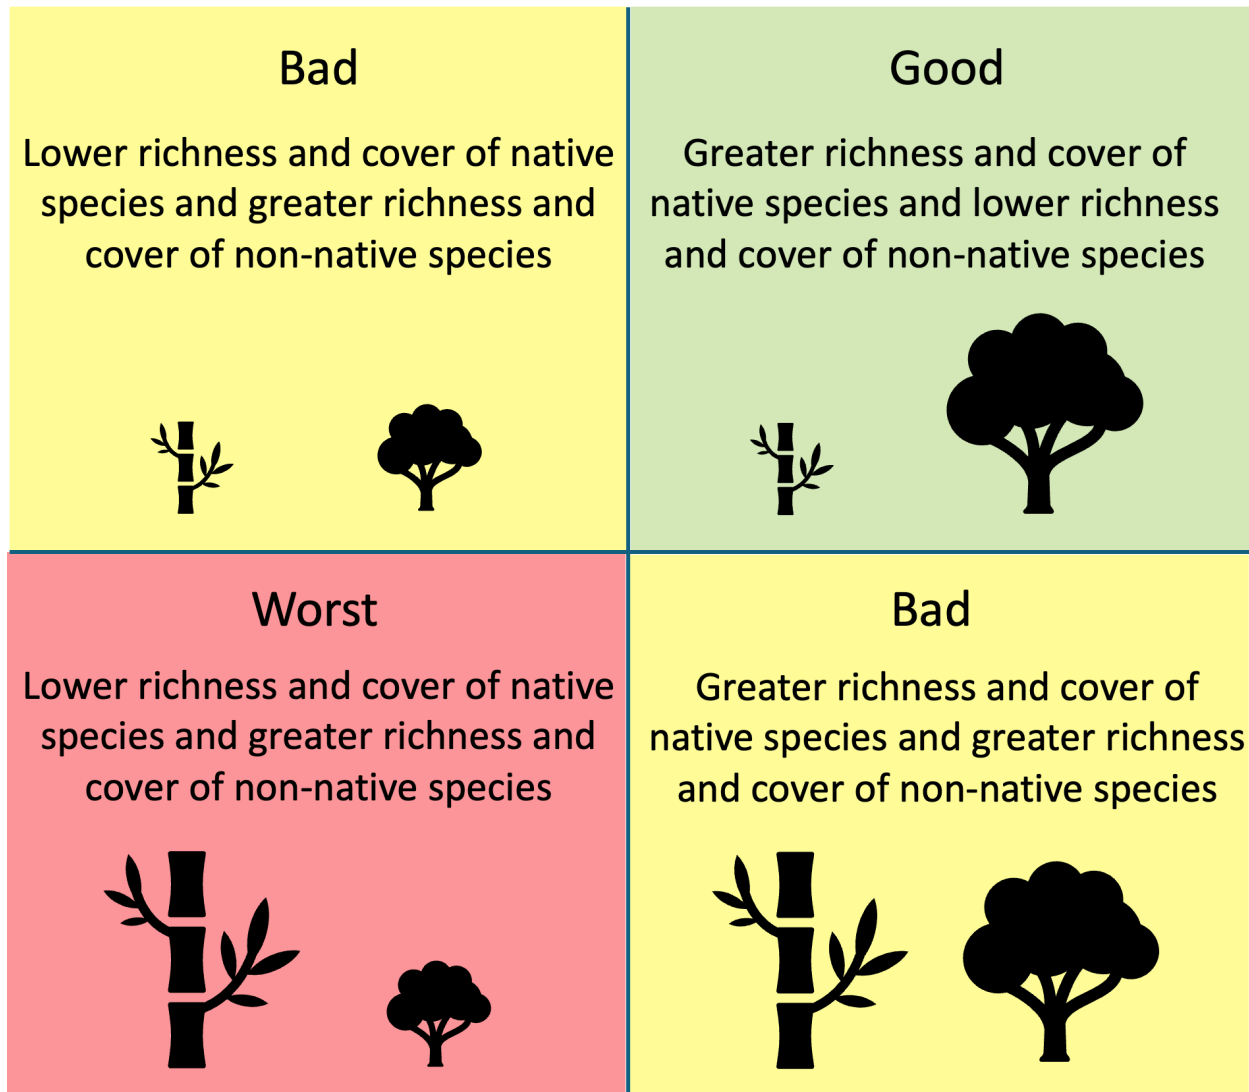 Bad
Lower richness and cover of native
species and greater richness and
cover of non-native species
Good
Greater richness and cover of
native species and lower richness
and cover of non-native species
Worst
Lower richness and cover of native
species and greater richness and
cover of non-native species
Bad
Greater richness and cover of
native species and greater richness
and cover of non-native species